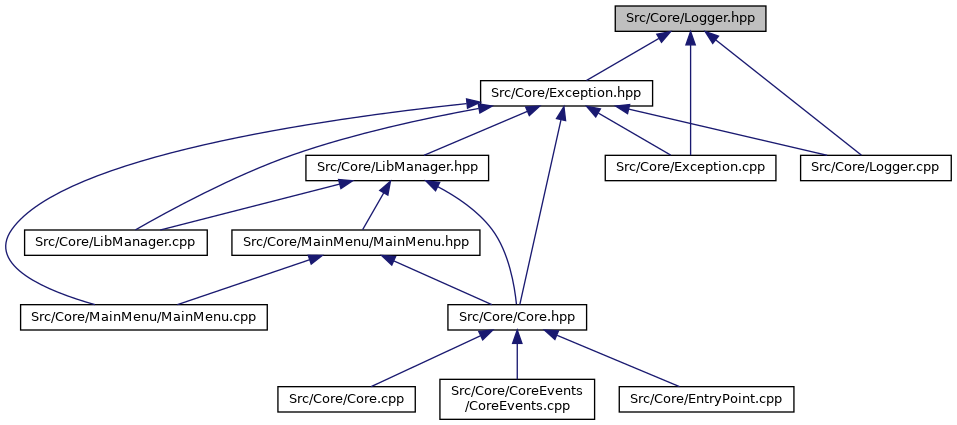 Src/Core/Logger.hpp
Src/Core/Exception.hpp
Src/Core/LibManager.hpp
Src/Core/Exception.cpp
Src/Core/Logger.cpp
Src/Core/LibManager.cpp
Src/Core/MainMenu/MainMenu.hpp
Src/Core/MainMenu/MainMenu.cpp
Src/Core/Core.hpp
Src/Core/Core.cpp
Src/Core/CoreEvents
/CoreEvents.cpp
Src/Core/EntryPoint.cpp